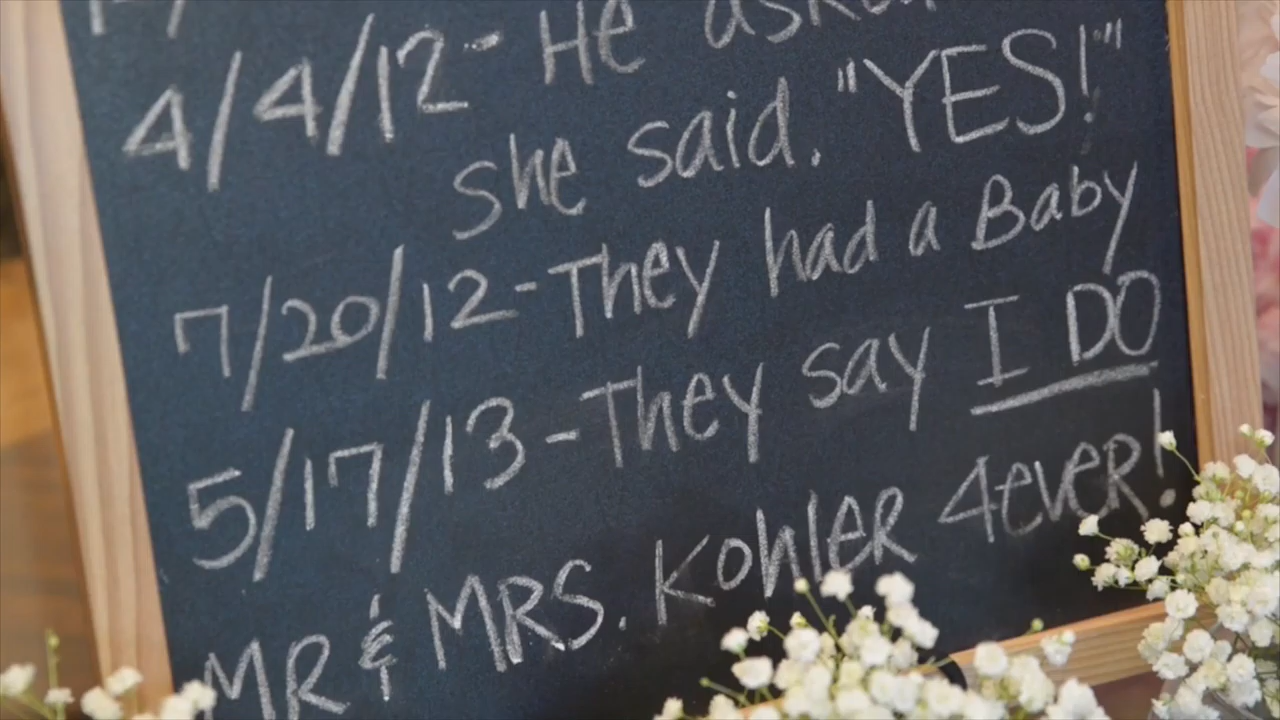 4/4/12 - He asked
she said. "YES!"
7/20/12 - They had a Baby
5/17/13 - They say I DO
MR & MRS. Kohler 4ever!